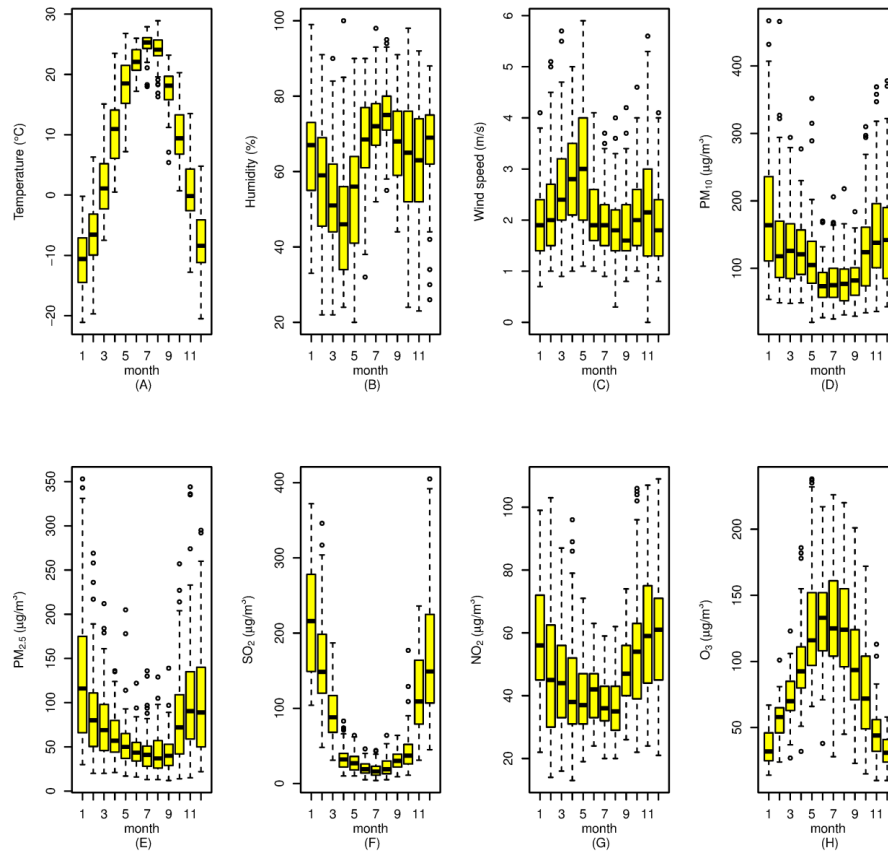 Temperature (°C)
30
20
10
0
−10
−20
1 3 5 7 9 11
month
(A)
Humidity (%)
100
80
60
40
20
1 3 5 7 9 11
month
(B)
Wind speed (m/s)
6
5
4
3
2
1
0
1 3 5 7 9 11
month
(C)
PM₁₀ (µg/m³)
400
300
200
100
1 3 5 7 9 11
month
(D)
PM₂.₅ (µg/m³)
350
300
250
200
150
100
50
0
1 3 5 7 9 11
month
(E)
SO₂ (µg/m³)
400
300
200
100
0
1 3 5 7 9 11
month
(F)
NO₂ (µg/m³)
100
80
60
40
20
1 3 5 7 9 11
month
(G)
O₃ (µg/m³)
200
150
100
50
1 3 5 7 9 11
month
(H)